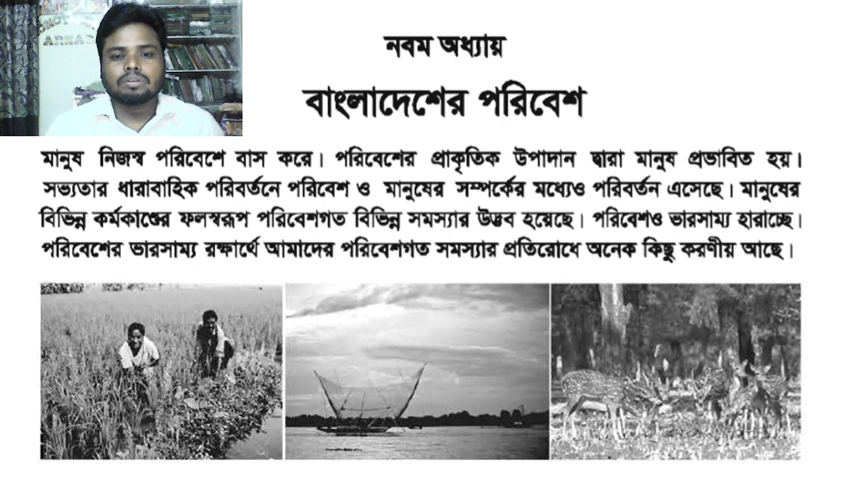 নবম অধ্যায়
বাংলাদেশের পরিবেশ
মানুষ নিজস্ব পরিবেশে বাস করে। পরিবেশের প্রাকৃতিক উপাদান দ্বারা মানুষ প্রভাবিত হয়।
সভ্যতার ধারাবাহিক পরিবর্তনে পরিবেশ ও মানুষের সম্পর্কের মধ্যেও পরিবর্তন এসেছে। মানুষের
বিভিন্ন কর্মকাণ্ডের ফলস্বরূপ পরিবেশগত বিভিন্ন সমস্যার উদ্ভব হয়েছে। পরিবেশও ভারসাম্য হারাচ্ছে।
পরিবেশের ভারসাম্য রক্ষার্থে আমাদের পরিবেশগত সমস্যার প্রতিরোধে অনেক কিছু করণীয় আছে।